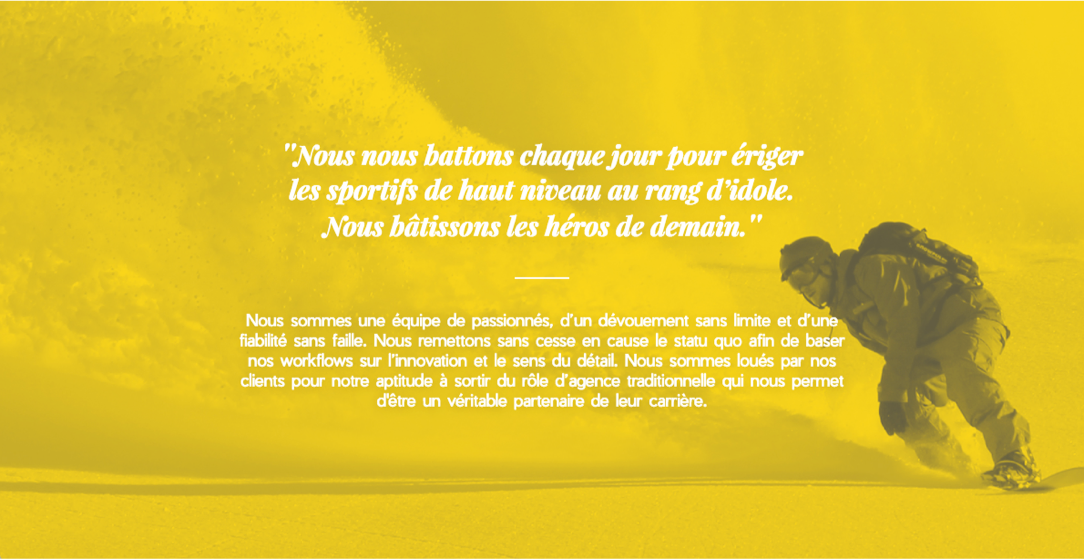 "Nous nous battons chaque jour pour ériger
les sportifs de haut niveau au rang d’idole.
Nous bâtissons les héros de demain."
Nous sommes une équipe de passionnés, d’un dévouement sans limite et d’une
fiabilité sans faille. Nous remettons sans cesse en cause le statu quo afin de baser
nos workflows sur l’innovation et le sens du détail. Nous sommes loués par nos
clients pour notre aptitude à sortir du rôle d’agence traditionnelle qui nous permet
d'être un véritable partenaire de leur carrière.